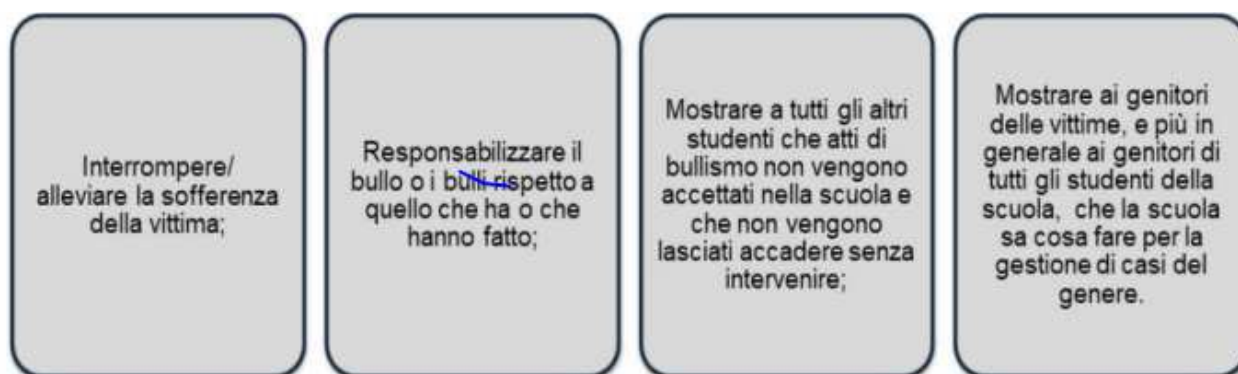 Interrompere/
alleviare la sofferenza
della vittima;
Responsabilizzare il
bullo o i bulli rispetto a
quello che ha o che
hanno fatto;
Mostrare a tutti gli altri
studenti che atti di
bullismo non vengono
accettati nella scuola e
che non vengono
lasciati accadere senza
intervenire;
Mostrare ai genitori
delle vittime, e più in
generale ai genitori di
tutti gli studenti della
scuola, che la scuola
sa cosa fare per la
gestione di casi del
genere.